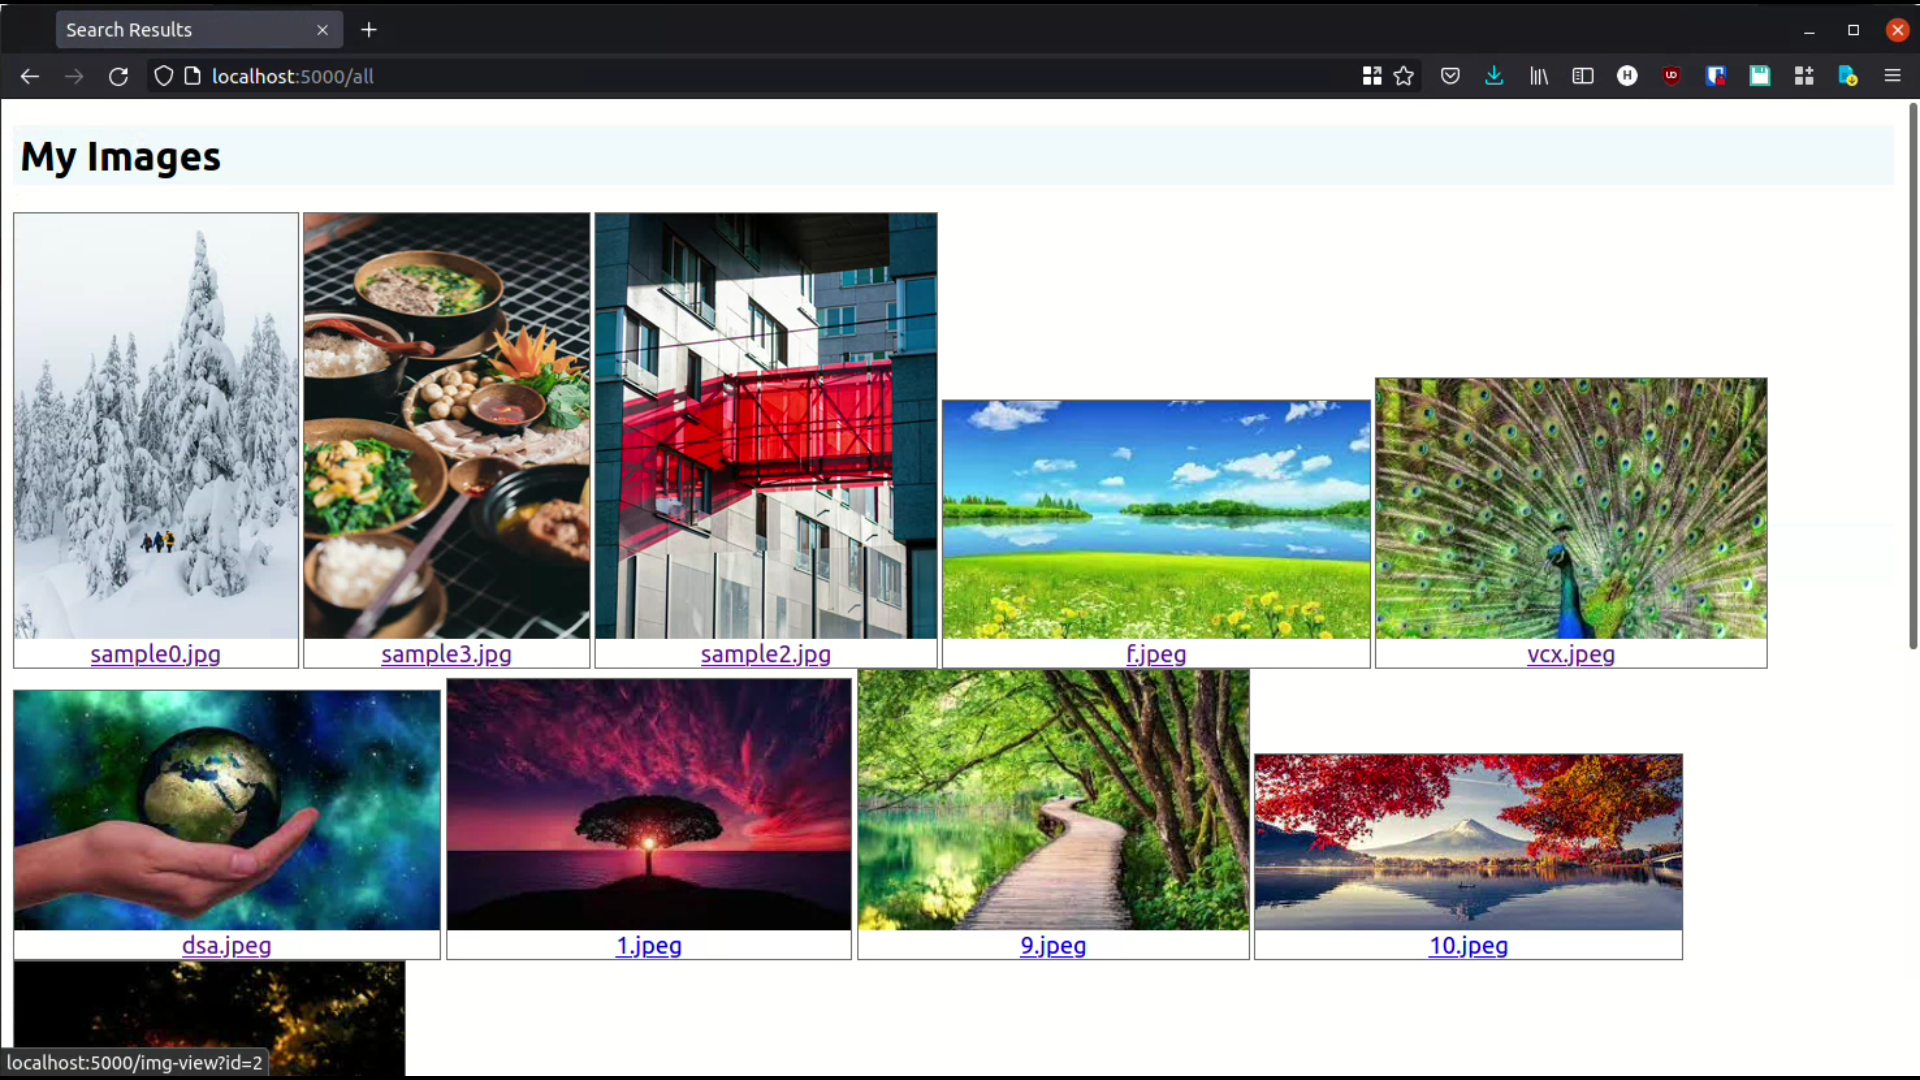 Search Results
localhost:5000/all
H
UD
My Images
sample0.jpg
sample3.jpg
sample2.jpg
f.jpeg
vcx.jpeg
dsa.jpeg
1.jpeg
9.jpeg
10.jpeg
localhost:5000/img-view?id=2